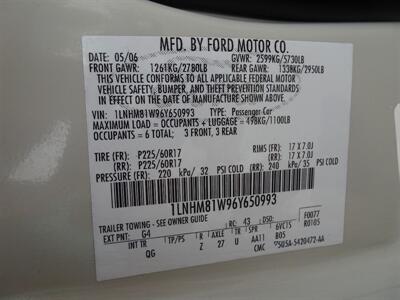 MFD. BY FORD MOTOR CO.
DATE: 05/06 GVWR: 2599KG/5730LB
FRONT GAWR: 1261KG/2780LB REAR GAWR: 1338KG/2950LB
THIS VEHICLE CONFORMS TO ALL APPLICABLE FEDERAL MOTOR
VEHICLE SAFETY, BUMPER, AND THEFT PREVENTION STANDARDS
IN EFFECT ON THE DATE OF MANUFACTURE SHOWN ABOVE.
VIN: 1LNHM81W96Y650993 TYPE: Passenger Car
MAXIMUM LOAD = OCCUPANTS + LUGGAGE = 498KG/1100LB
OCCUPANTS = 6 TOTAL; 3 FRONT, 3 REAR
TIRE (FR): P225/60R17 RIMS (FR): 17 X 7.0J
(RR): P225/60R17 (RR): 17 X 7.0J
PRESSURE (FR): 220 kPa/ 32 PSI COLD (RR): 240 kPa/ 35 PSI COLD
1LNHM81W96Y650993
TRAILER TOWING - SEE OWNER GUIDE RC: 43 DSO: F0077
EXT PNT: G4 R0105
INT TR TP/PS R AXLE TR SPR 6VCTS
QG Z 27 U AA11 B05
CMC 5U5A-5420472-AA